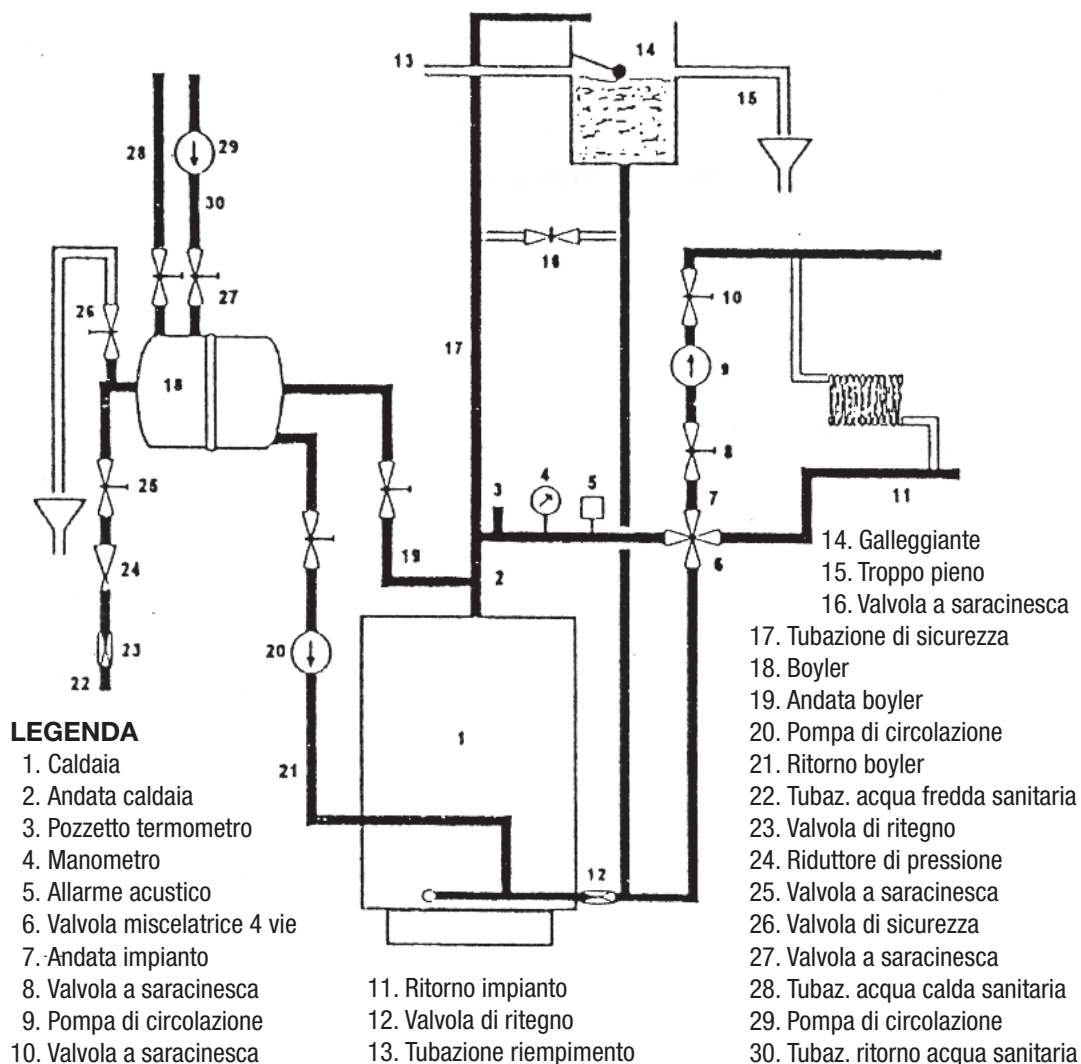 13
14
15
28
29
30
16
26
27
10
17
9
18
8
25
4
3
5
7
11
24
19
2
6
14. Galleggiante
15. Troppo pieno
16. Valvola a saracinesca
17. Tubazione di sicurezza
18. Boyler
19. Andata boyler
20. Pompa di circolazione
21. Ritorno boyler
22. Tubaz. acqua fredda sanitaria
23. Valvola di ritegno
24. Riduttore di pressione
25. Valvola a saracinesca
26. Valvola di sicurezza
27. Valvola a saracinesca
28. Tubaz. acqua calda sanitaria
29. Pompa di circolazione
30. Tubaz. ritorno acqua sanitaria
23
20
22
1
21
12
LEGENDA
1. Caldaia
2. Andata caldaia
3. Pozzetto termometro
4. Manometro
5. Allarme acustico
6. Valvola miscelatrice 4 vie
7. Andata impianto
8. Valvola a saracinesca
9. Pompa di circolazione
10. Valvola a saracinesca
11. Ritorno impianto
12. Valvola di ritegno
13. Tubazione riempimento